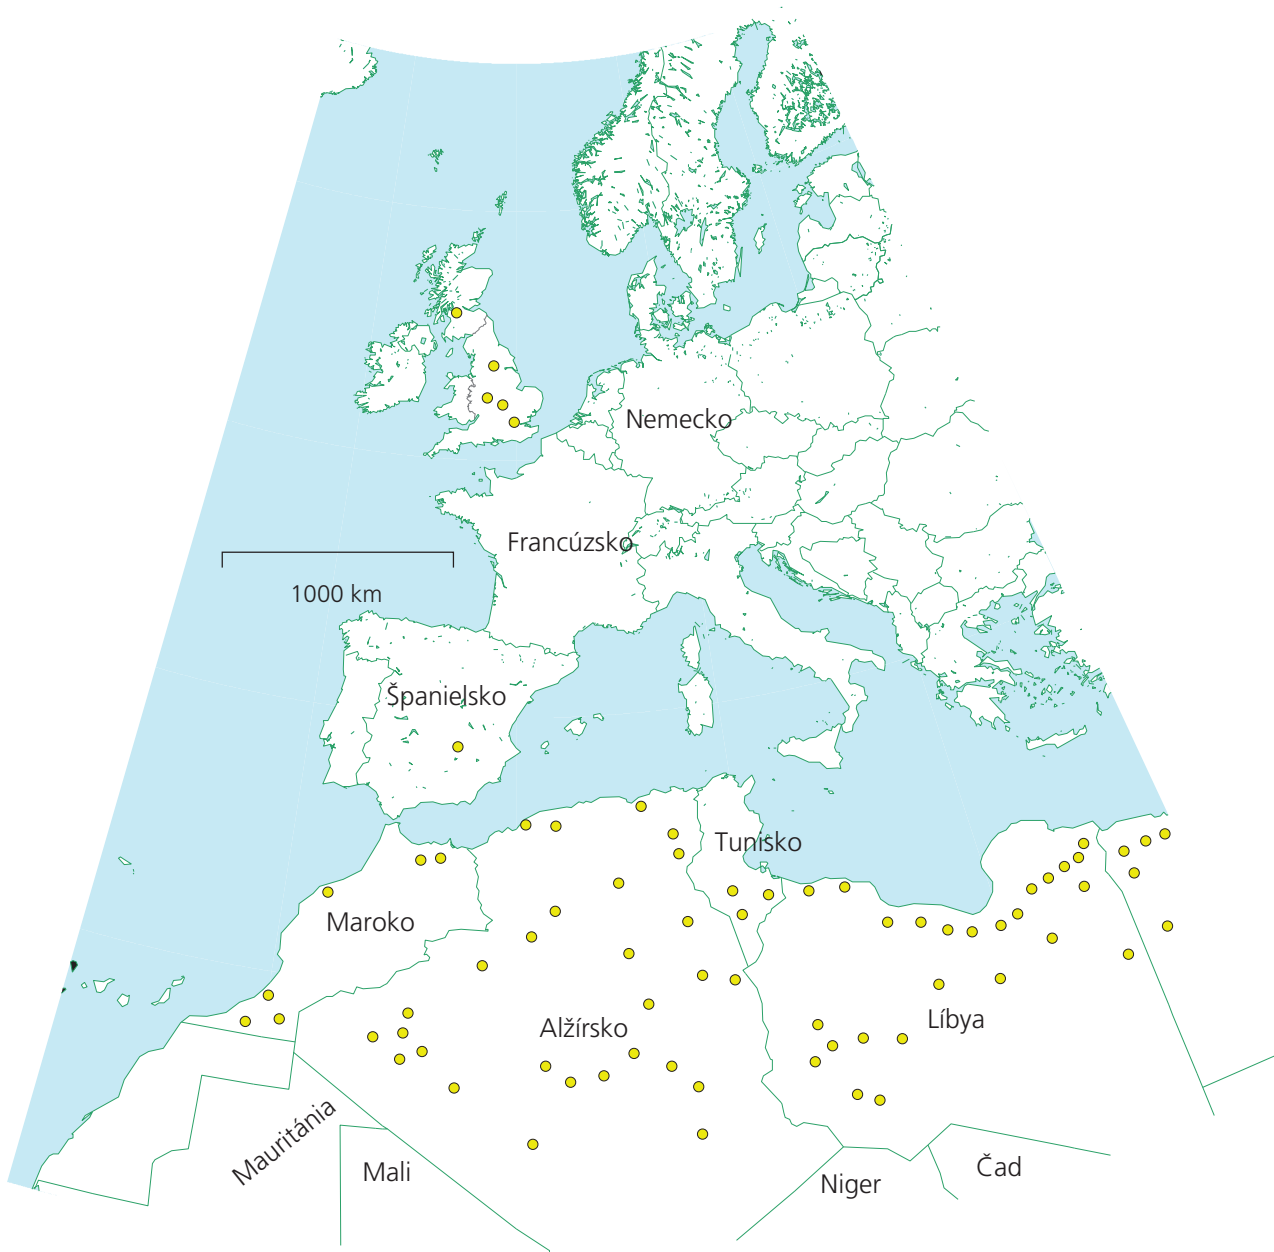 Nemecko
Francúzsko
1000 km
Španielsko
Tunisko
Maroko
Alžírsko
Líbya
Mauritánia
Mali
Niger
Čad